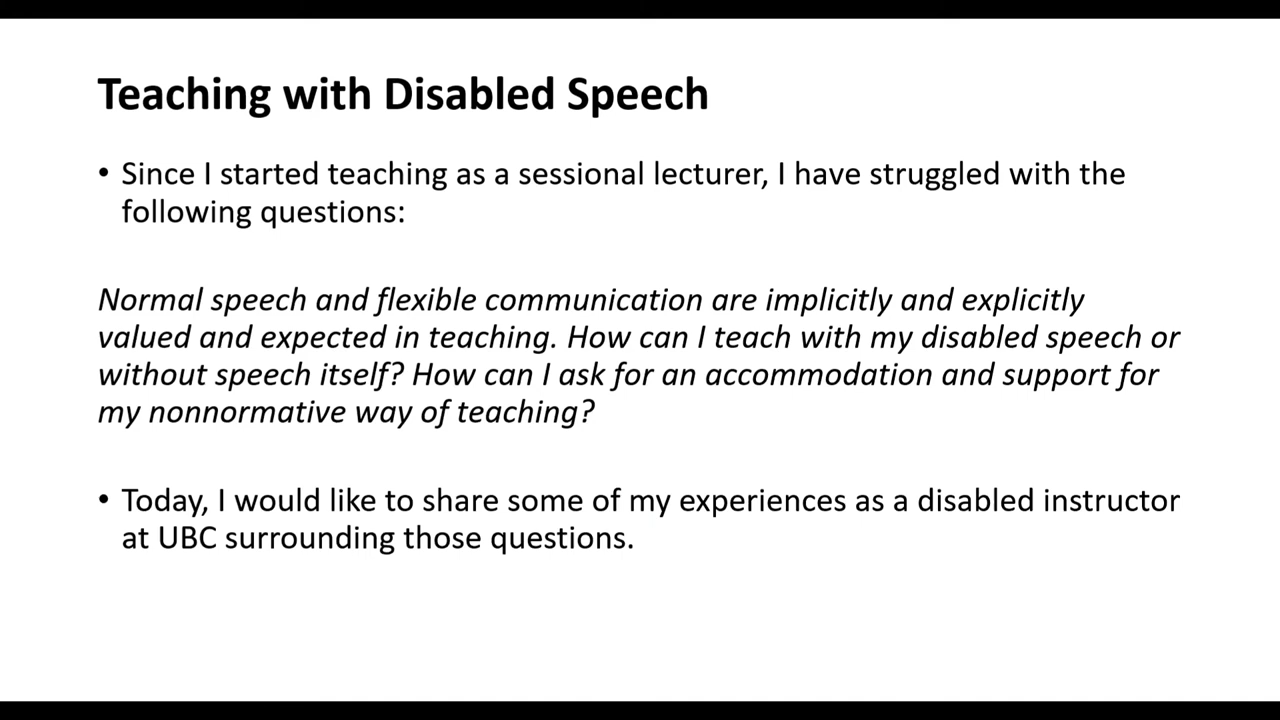 Teaching with Disabled Speech
• Since I started teaching as a sessional lecturer, I have struggled with the
following questions:
Normal speech and flexible communication are implicitly and explicitly
valued and expected in teaching. How can I teach with my disabled speech or
without speech itself? How can I ask for an accommodation and support for
my nonnormative way of teaching?
• Today, I would like to share some of my experiences as a disabled instructor
at UBC surrounding those questions.